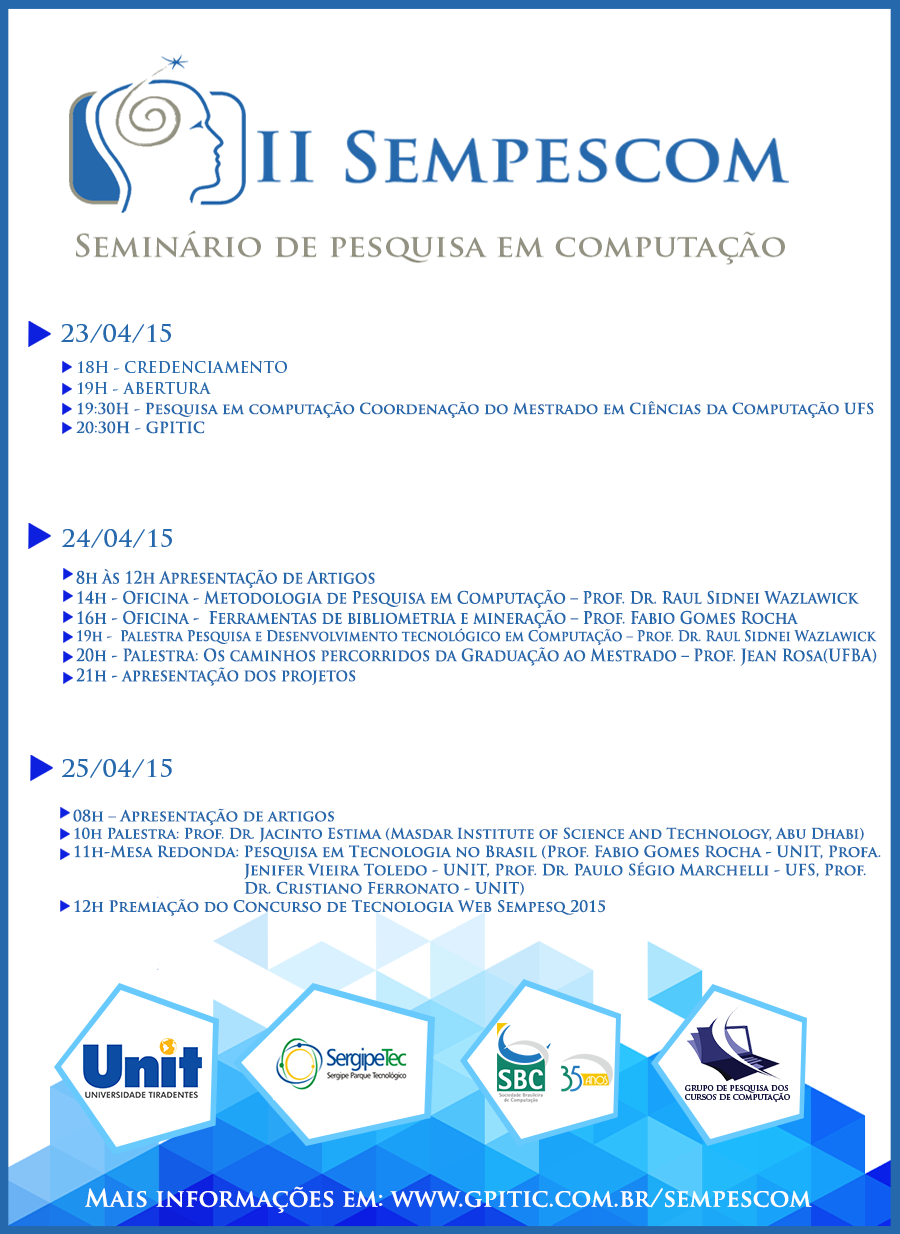 II Sempescom
Seminário de pesquisa em computação
23/04/15
18H - CREDENCIAMENTO
19H - ABERTURA
19:30H - Pesquisa em computação Coordenação do Mestrado em Ciências da Computação UFS
20:30H - GPITIC
24/04/15
8h às 12h Apresentação de Artigos
14h - Oficina - Metodologia de Pesquisa em Computação – Prof. Dr. Raul Sidnei Wazlawick
16h - Oficina - Ferramentas de bibliometria e mineração – Prof. Fabio Gomes Rocha
19h - Palestra Pesquisa e Desenvolvimento tecnológico em Computação – Prof. Dr. Raul Sidnei Wazlawick
20h - Palestra: Os caminhos percorridos da Graduação ao Mestrado – Prof. Jean Rosa(UFBA)
21h - apresentação dos projetos
25/04/15
08h – Apresentação de artigos
10h Palestra: Prof. Dr. Jacinto Estima (Masdar Institute of Science and Technology, Abu Dhabi)
11h-Mesa Redonda: Pesquisa em Tecnologia no Brasil (Prof. Fabio Gomes Rocha - UNIT, Profa.
Jenifer Vieira Toledo - UNIT, Prof. Dr. Paulo Ségio Marchelli - UFS, Prof.
Dr. Cristiano Ferronato - UNIT)
12h Premiação do Concurso de Tecnologia Web Sempesq 2015
Unit
UNIVERSIDADE TIRADENTES
SergipeTec
Sergipe Parque Tecnológico
SBC
Sociedade Brasileira
de Computação
35 ANOS
GRUPO DE PESQUISA DOS
CURSOS DE COMPUTAÇÃO
Mais informações em: www.gpitic.com.br/sempescom